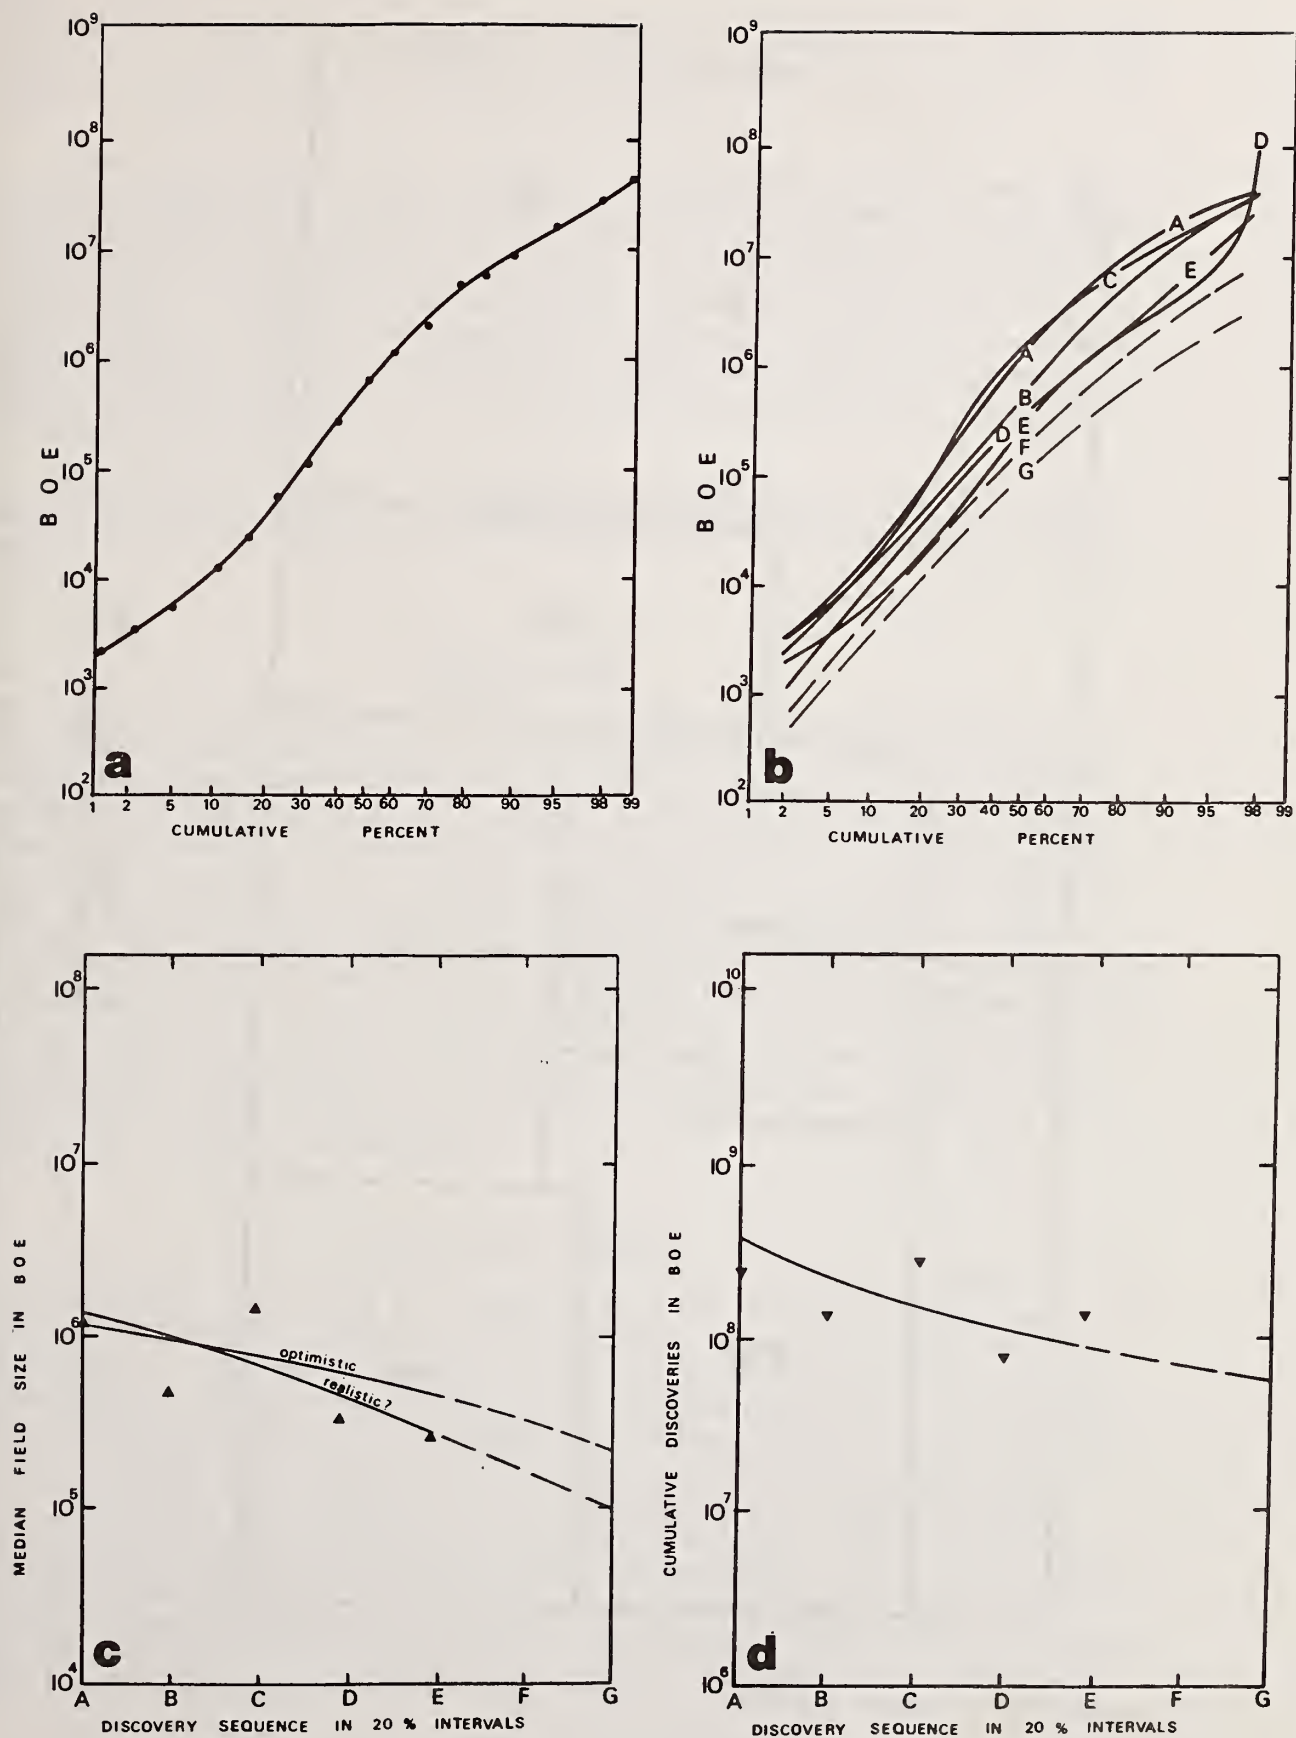 10⁹
10⁸
10⁷
10⁶
10⁵
10⁴
10³
10²
B O E
a
1 2 5 10 20 30 40 50 60 70 80 90 95 98 99
CUMULATIVE PERCENT
10⁹
10⁸
10⁷
10⁶
10⁵
10⁴
10³
10²
B O E
D
A
E
C
A
B
D E
F
G
b
1 2 5 10 20 30 40 50 60 70 80 90 95 98 99
CUMULATIVE PERCENT
10⁸
10⁷
10⁶
10⁵
10⁴
MEDIAN FIELD SIZE IN BOE
optimistic
realistic?
c
A B C D E F G
DISCOVERY SEQUENCE IN 20 % INTERVALS
10¹⁰
10⁹
10⁸
10⁷
10⁶
CUMULATIVE DISCOVERIES IN BOE
d
A B C D E F G
DISCOVERY SEQUENCE IN 20 % INTERVALS